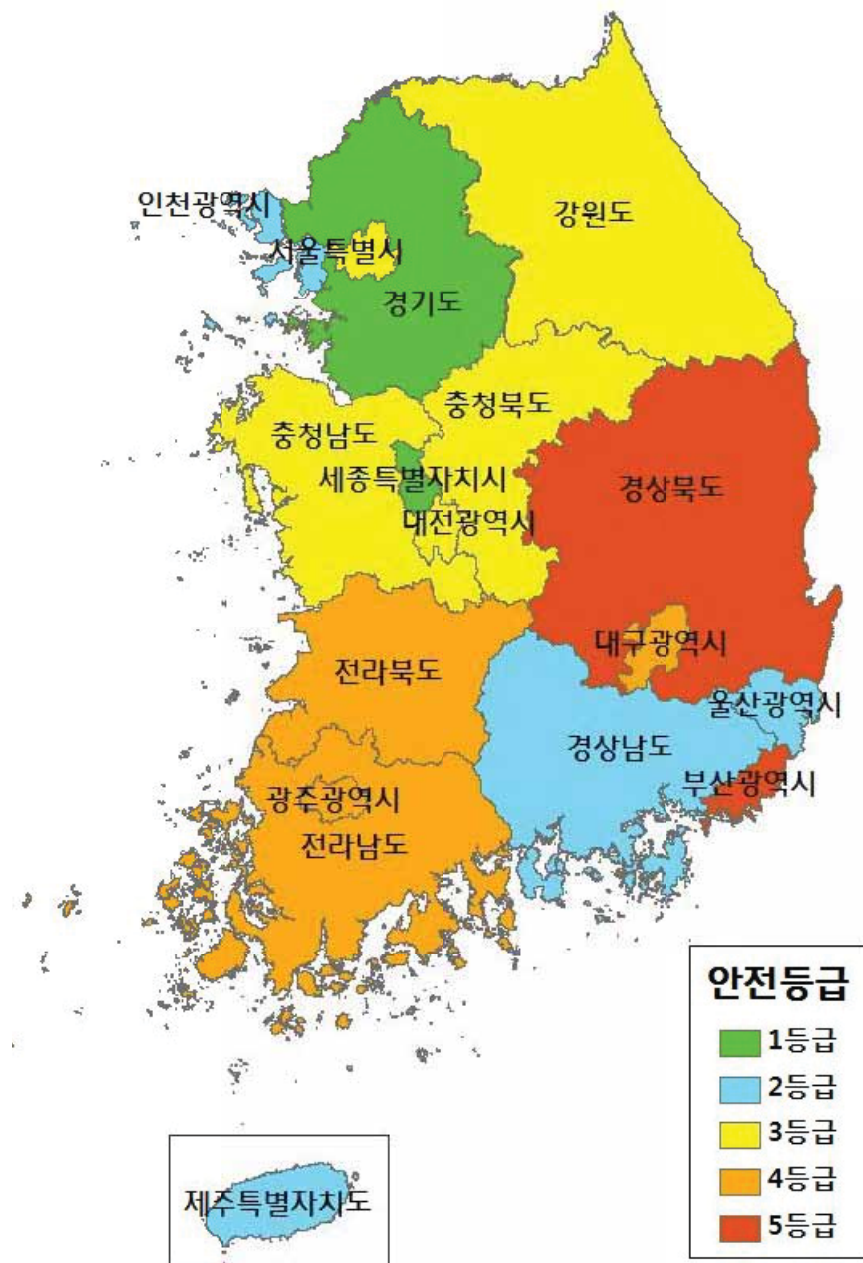 인천광역시
강원도
서울특별시
경기도
충청북도
충청남도
세종특별자치시
경상북도
대전광역시
대구광역시
전라북도
울산광역시
경상남도
부산광역시
광주광역시
전라남도
안전등급
1등급
2등급
3등급
4등급
5등급
제주특별자치도